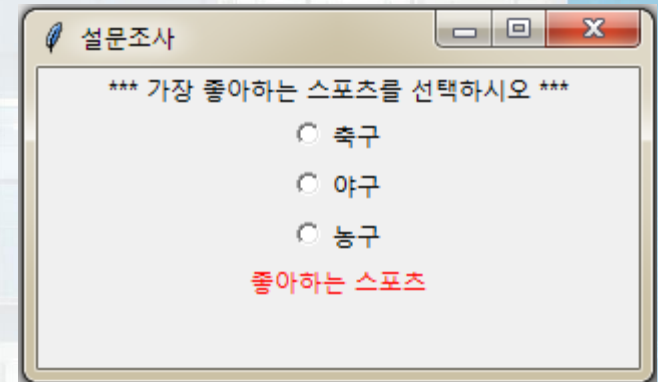 설문조사
*** 가장 좋아하는 스포츠를 선택하시오 ***
축구
야구
농구
좋아하는 스포츠